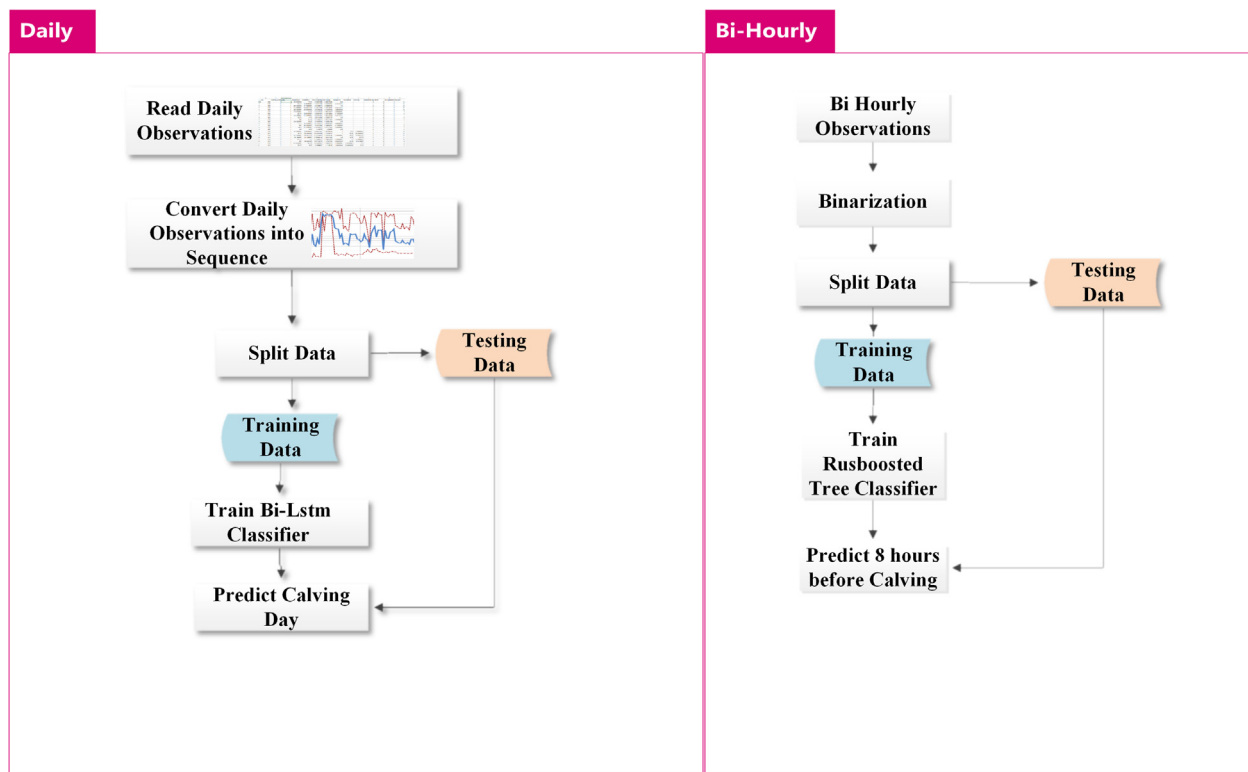 Daily
Read Daily
Observations
Convert Daily
Observations into
Sequence
Split Data
Testing
Data
Training
Data
Train Bi-Lstm
Classifier
Predict Calving
Day
Bi-Hourly
Bi Hourly
Observations
Binarization
Split Data
Testing
Data
Training
Data
Train
Rusboosted
Tree Classifier
Predict 8 hours
before Calving